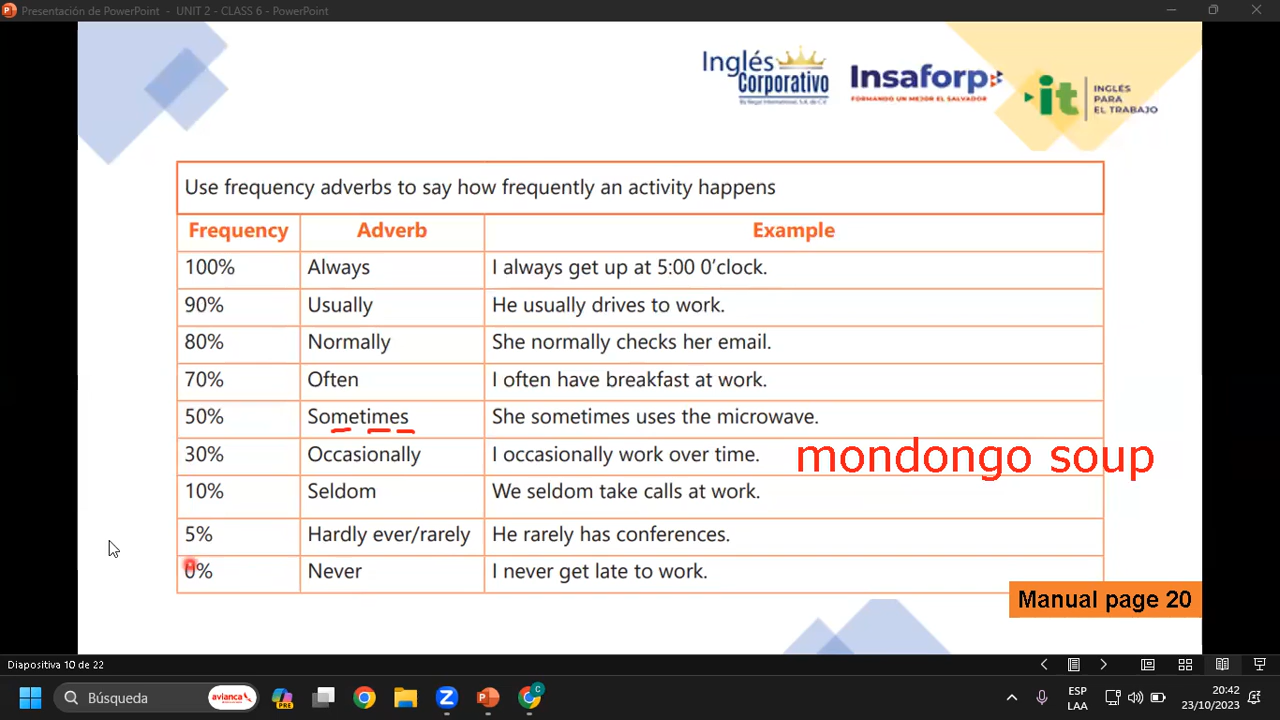 Presentación de PowerPoint - UNIT 2 - CLASS 6 - PowerPoint
Inglés
Corporativo
Insaforp
FORMANDO UN MEJOR EL SALVADOR
it
INGLÉS
PARA
EL TRABAJO
Use frequency adverbs to say how frequently an activity happens
Frequency Adverb Example
100% Always I always get up at 5:00 0’clock.
90% Usually He usually drives to work.
80% Normally She normally checks her email.
70% Often I often have breakfast at work.
50% Sometimes She sometimes uses the microwave.
30% Occasionally I occasionally work over time.
mondongo soup
10% Seldom We seldom take calls at work.
5% Hardly ever/rarely He rarely has conferences.
0% Never I never get late to work.
Manual page 20
Diapositiva 10 de 22
Búsqueda
avianca
PRE
C
ESP
LAA
20:42
23/10/2023